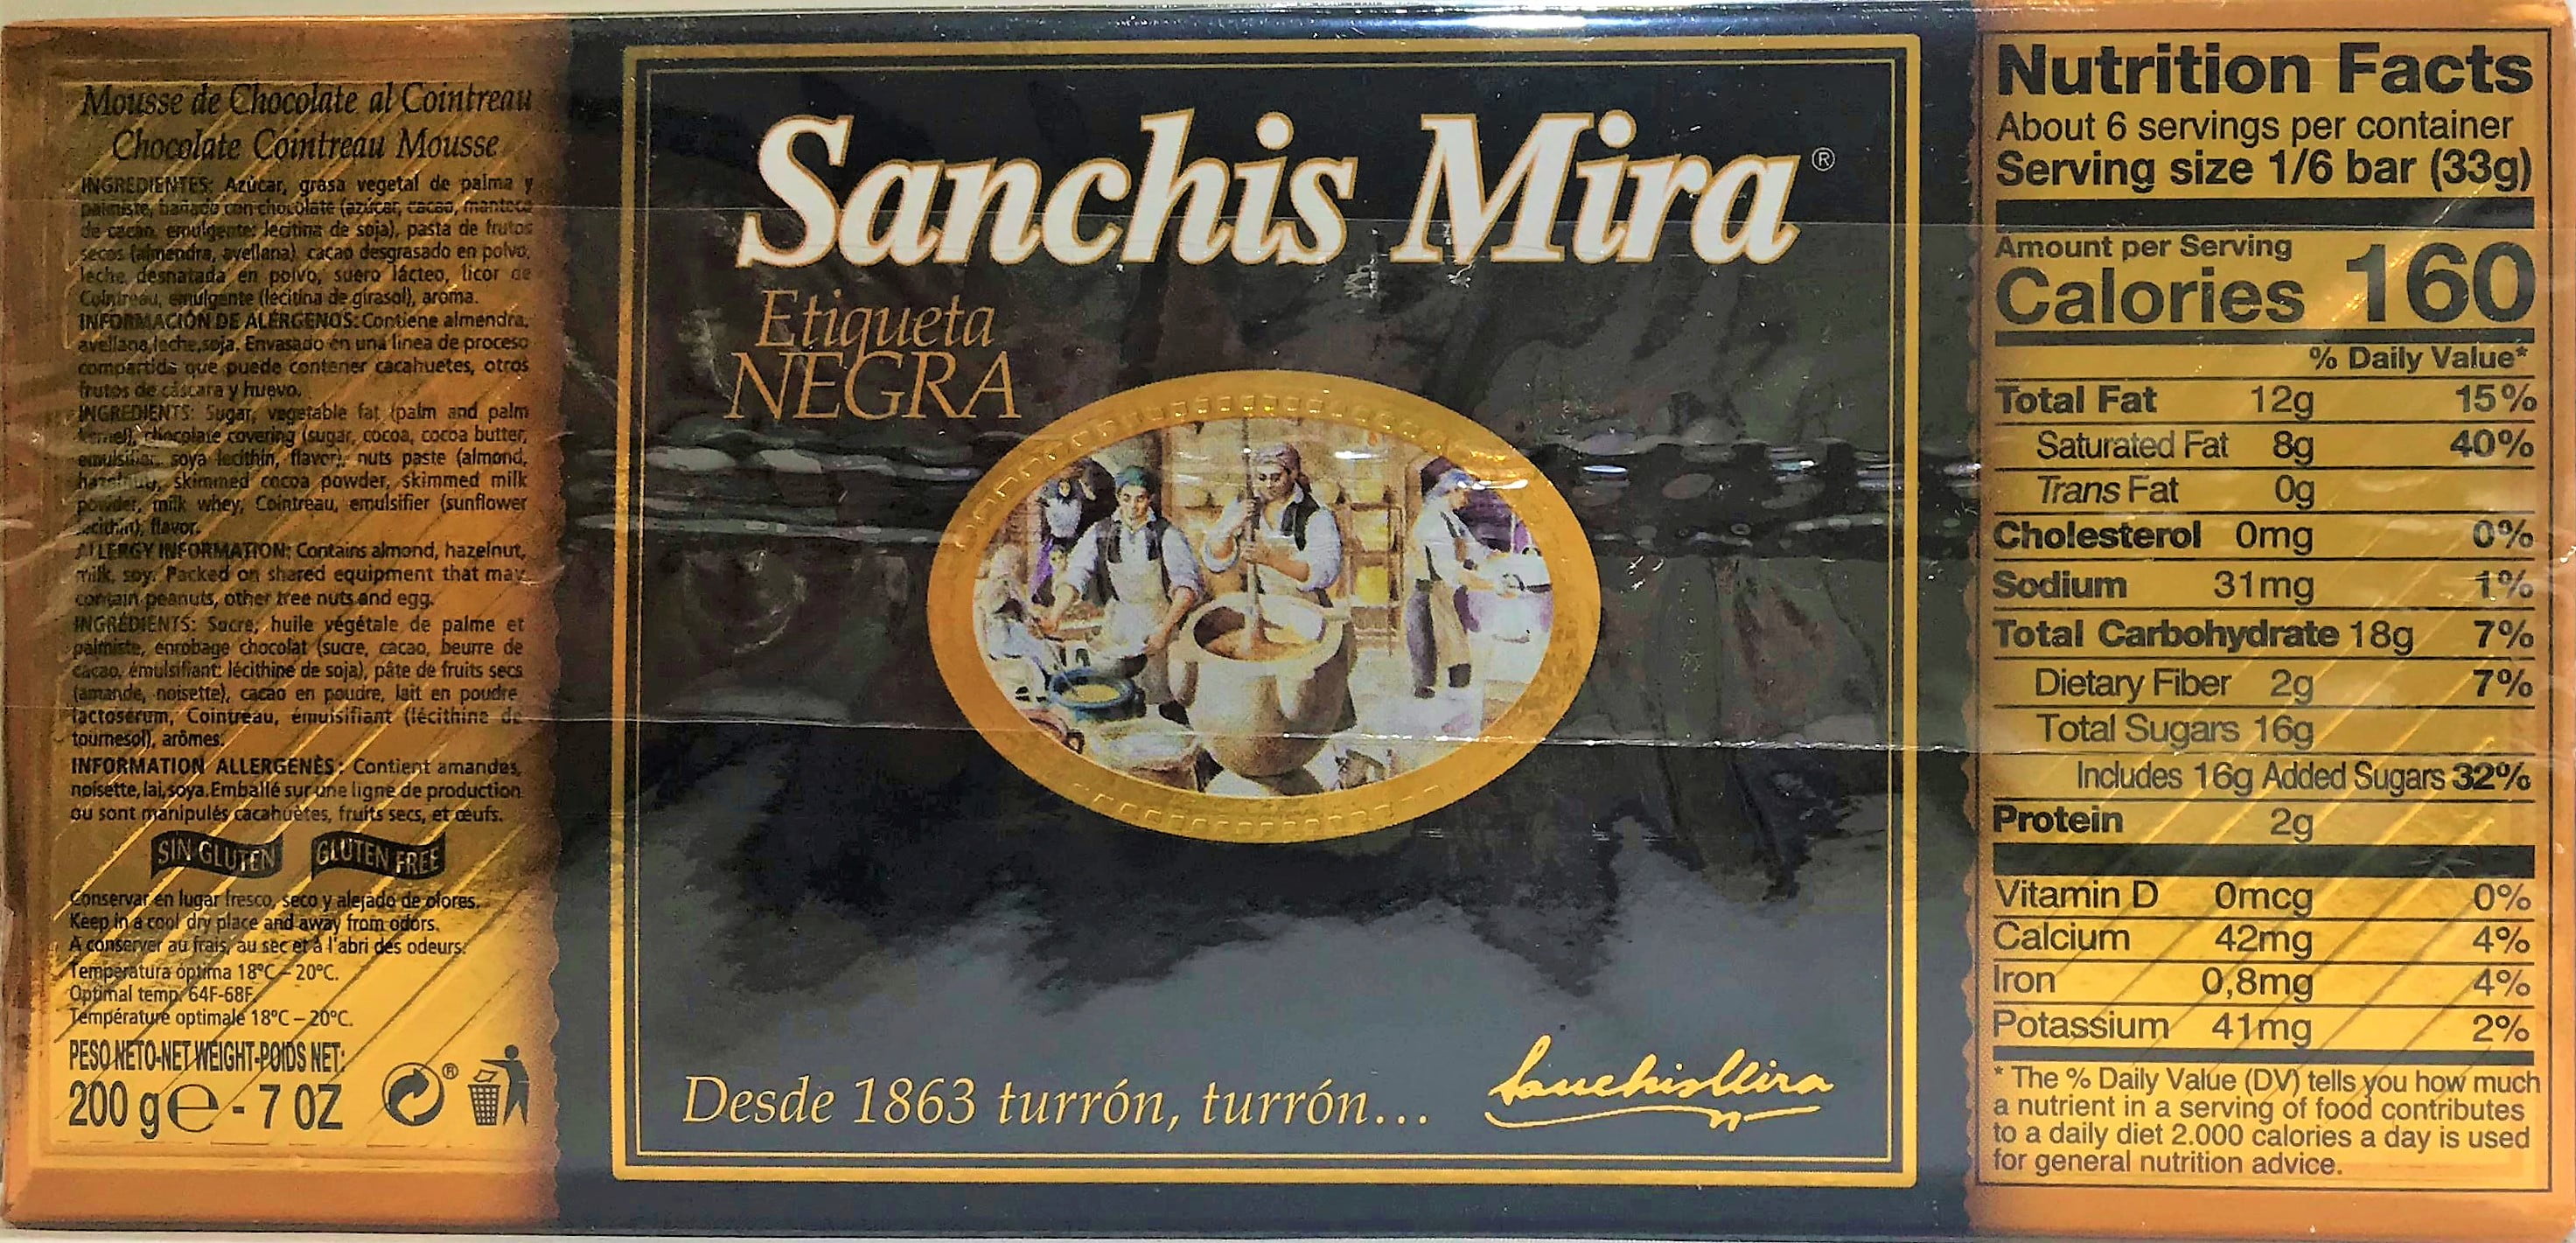 Mousse de Chocolate al Cointreau
Chocolate Cointreau Mousse
INGREDIENTES: Azúcar, grasa vegetal de palma y
palmiste, bañado con chocolate (azúcar, cacao, manteca
de cacao, emulgente: lecitina de soja), pasta de frutos
secos (almendra, avellana), cacao desgrasado en polvo,
leche desnatada en polvo, suero lácteo, licor de
Cointreau, emulgente (lecitina de girasol), aroma.
INFORMACIÓN DE ALÉRGENOS: Contiene almendra,
avellana, leche, soja. Envasado en una línea de proceso
compartida que puede contener cacahuetes, otros
frutos de cáscara y huevo.
INGREDIENTS: Sugar, vegetable fat (palm and palm
kernel), chocolate covering (sugar, cocoa, cocoa butter,
emulsifier: soya lecithin, flavor), nuts paste (almond,
hazelnut), skimmed cocoa powder, skimmed milk
powder, milk whey, Cointreau, emulsifier (sunflower
lecithin), flavor.
ALLERGY INFORMATION: Contains almond, hazelnut,
milk, soy. Packed on shared equipment that may
contain peanuts, other tree nuts and egg.
INGRÉDIENTS: Sucre, huile végétale de palme et
palmiste, enrobage chocolat (sucre, cacao, beurre de
cacao, émulsifiant: lécithine de soja), pâte de fruits secs
(amande, noisette), cacao en poudre, lait en poudre
lactosérum, Cointreau, émulsifiant (lécithine de
tournesol), arômes.
INFORMATION ALLERGENÈS: Contient amandes,
noisette, lai, soya. Emballé sur une ligne de production
ou sont manipulés cacahuètes, fruits secs, et œufs.
SIN GLUTEN GLUTEN FREE
Conservar en lugar fresco, seco y alejado de olores.
Keep in a cool dry place and away from odors.
A conserver au frais, au sec et à l'abri des odeurs.
Temperatura óptima 18ºC – 20ºC.
Optimal temp. 64F-68F.
Température optimale 18ºC – 20ºC.
PESO NETO-NET WEIGHT-POIDS NET:
200 g e - 7 OZ ®
Sanchis Mira®
Etiqueta
NEGRA
Desde 1863 turrón, turrón...
Sanchis Mira
Nutrition Facts
About 6 servings per container
Serving size 1/6 bar (33g)
Amount per Serving
Calories 160
% Daily Value*
Total Fat 12g 15%
Saturated Fat 8g 40%
Trans Fat 0g
Cholesterol 0mg 0%
Sodium 31mg 1%
Total Carbohydrate 18g 7%
Dietary Fiber 2g 7%
Total Sugars 16g
Includes 16g Added Sugars 32%
Protein 2g
Vitamin D 0mcg 0%
Calcium 42mg 4%
Iron 0,8mg 4%
Potassium 41mg 2%
* The % Daily Value (DV) tells you how much
a nutrient in a serving of food contributes
to a daily diet 2.000 calories a day is used
for general nutrition advice.